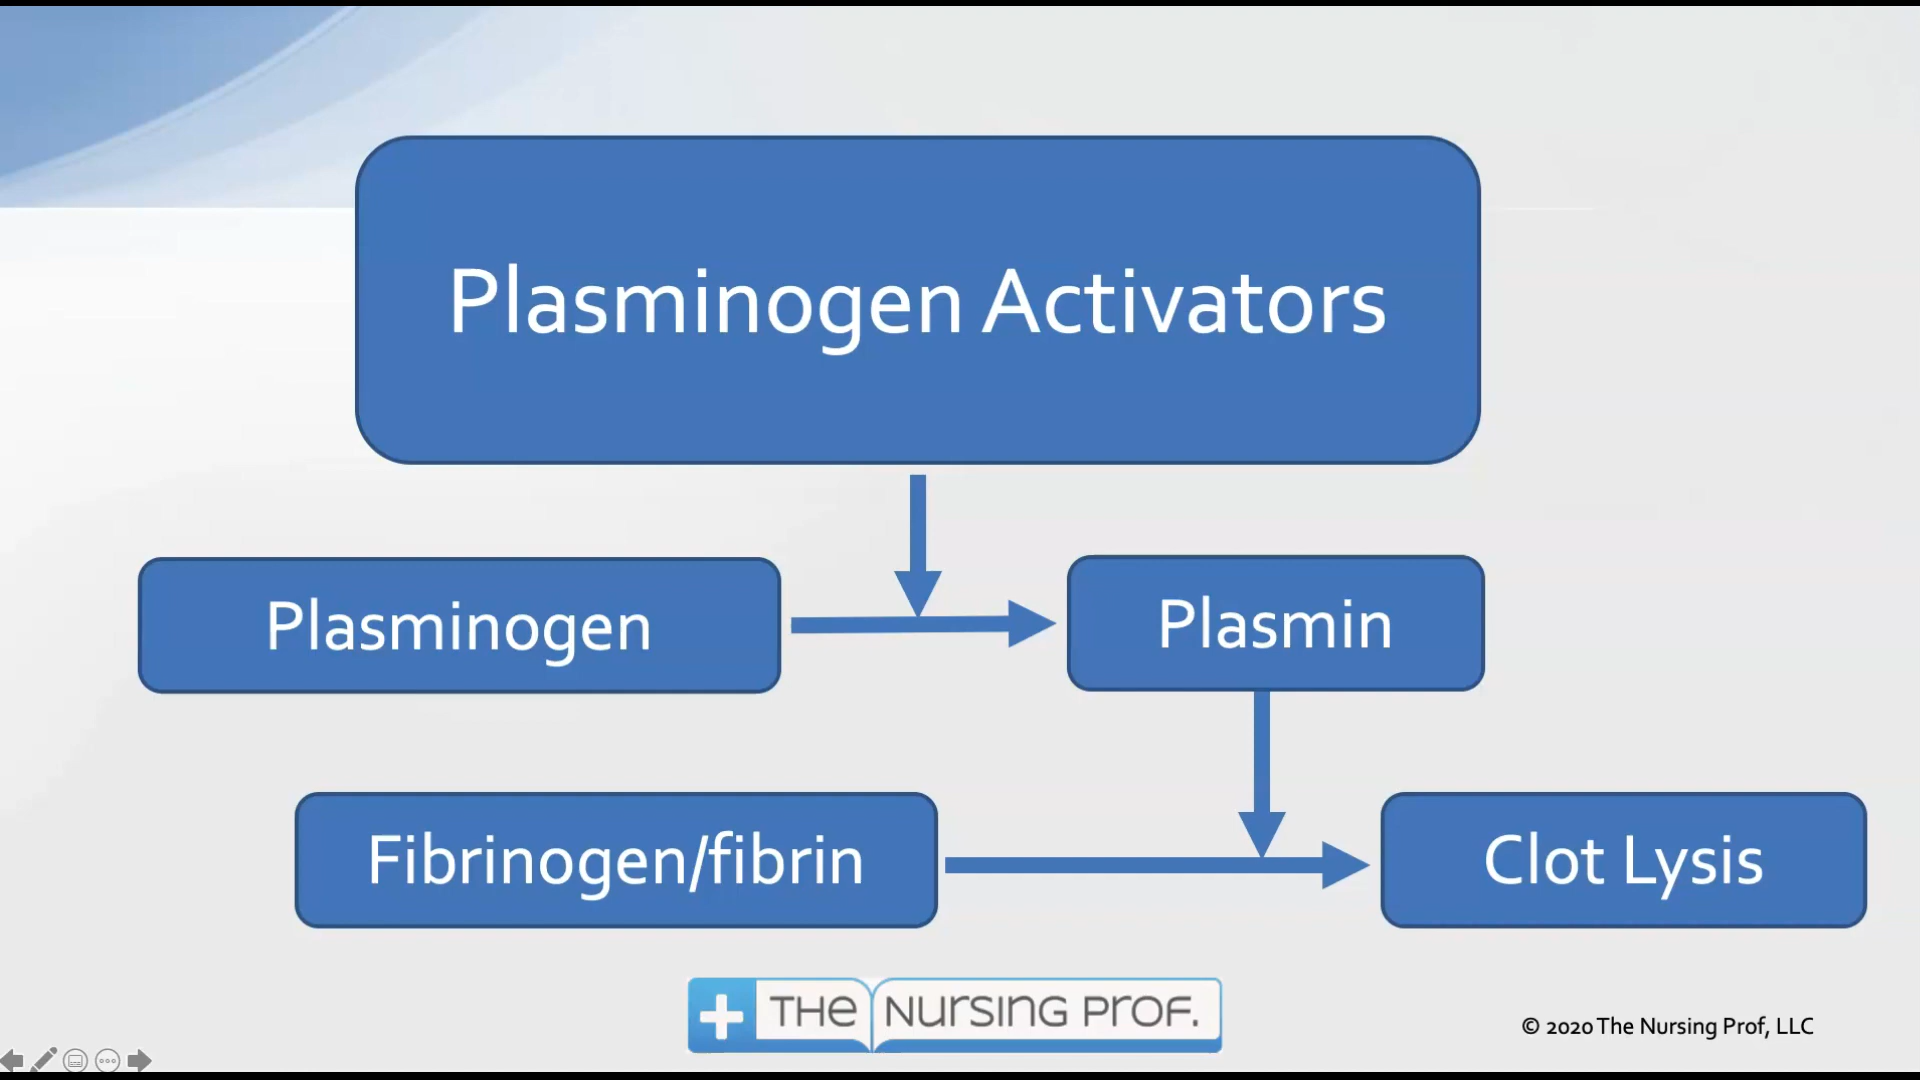 Plasminogen Activators
Plasminogen
Plasmin
Fibrinogen/fibrin
Clot Lysis
THE NURSING PROF.
© 2020 The Nursing Prof, LLC